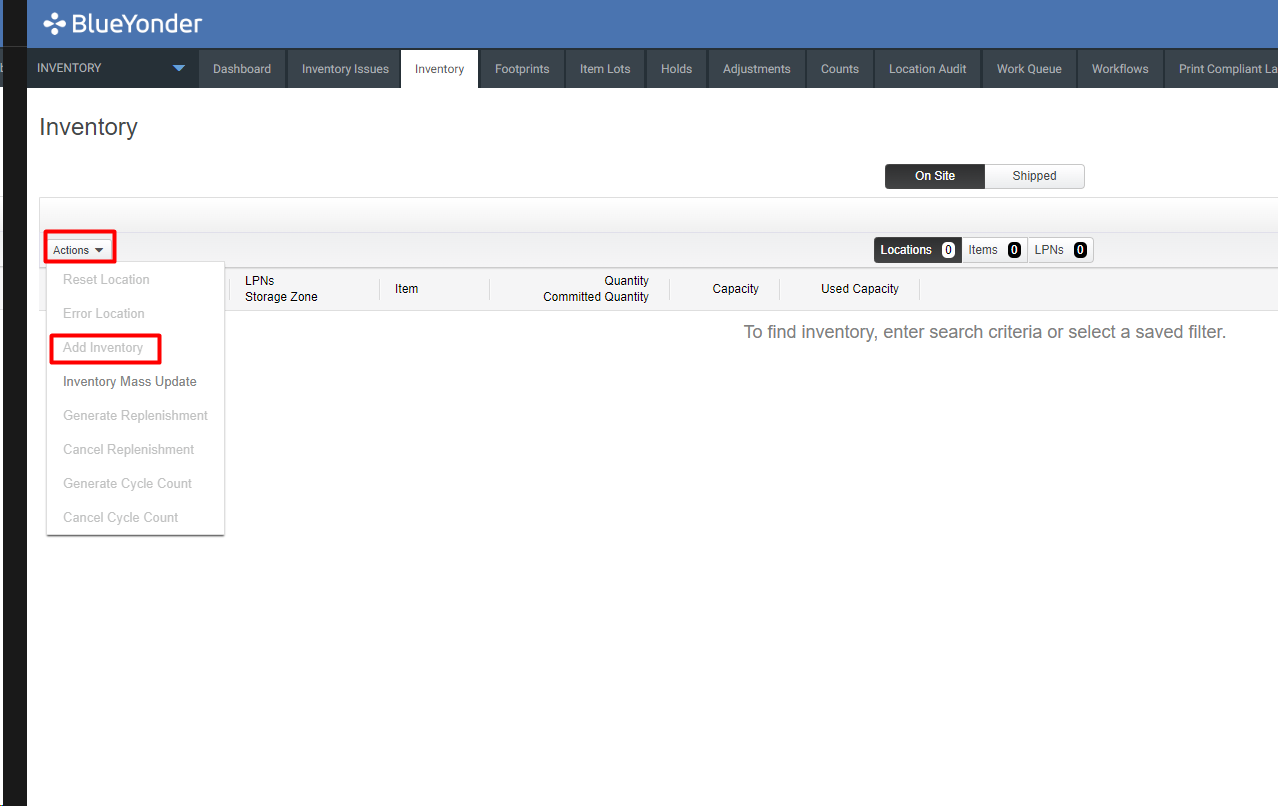 BlueYonder
INVENTORY Dashboard Inventory Issues Inventory Footprints Item Lots Holds Adjustments Counts Location Audit Work Queue Workflows Print Compliant La
Inventory
On Site Shipped
Actions Locations 0 Items 0 LPNs 0
LPNs
Storage Zone
Item
Quantity
Committed Quantity
Capacity
Used Capacity
Reset Location
Error Location
Add Inventory
Inventory Mass Update
Generate Replenishment
Cancel Replenishment
Generate Cycle Count
Cancel Cycle Count
To find inventory, enter search criteria or select a saved filter.